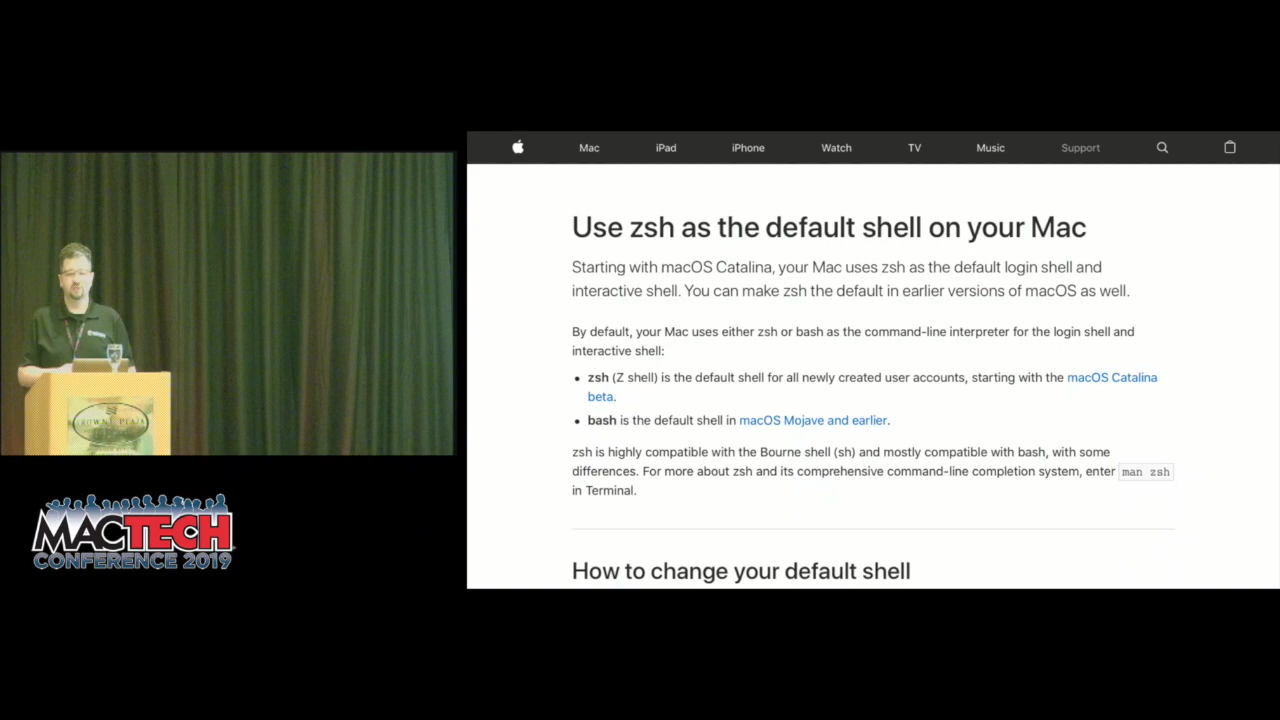 Mac iPad iPhone Watch TV Music Support
Use zsh as the default shell on your Mac
Starting with macOS Catalina, your Mac uses zsh as the default login shell and
interactive shell. You can make zsh the default in earlier versions of macOS as well.
By default, your Mac uses either zsh or bash as the command-line interpreter for the login shell and
interactive shell:
• zsh (Z shell) is the default shell for all newly created user accounts, starting with the macOS Catalina
beta.
• bash is the default shell in macOS Mojave and earlier.
zsh is highly compatible with the Bourne shell (sh) and mostly compatible with bash, with some
differences. For more about zsh and its comprehensive command-line completion system, enter man zsh
in Terminal.
How to change your default shell
CROWNE PLAZA
MACTECH
CONFERENCE 2019